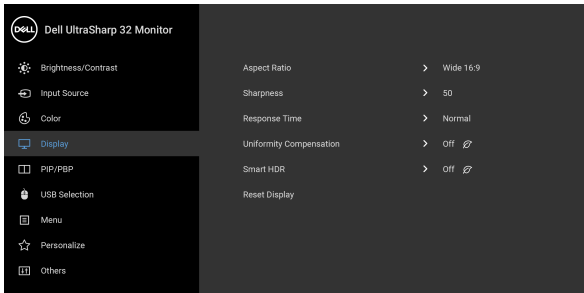 DELL Dell UltraSharp 32 Monitor
Brightness/Contrast
Input Source
Color
Display
PIP/PBP
USB Selection
Menu
Personalize
Others
Aspect Ratio > Wide 16:9
Sharpness > 50
Response Time > Normal
Uniformity Compensation > Off
Smart HDR > Off
Reset Display